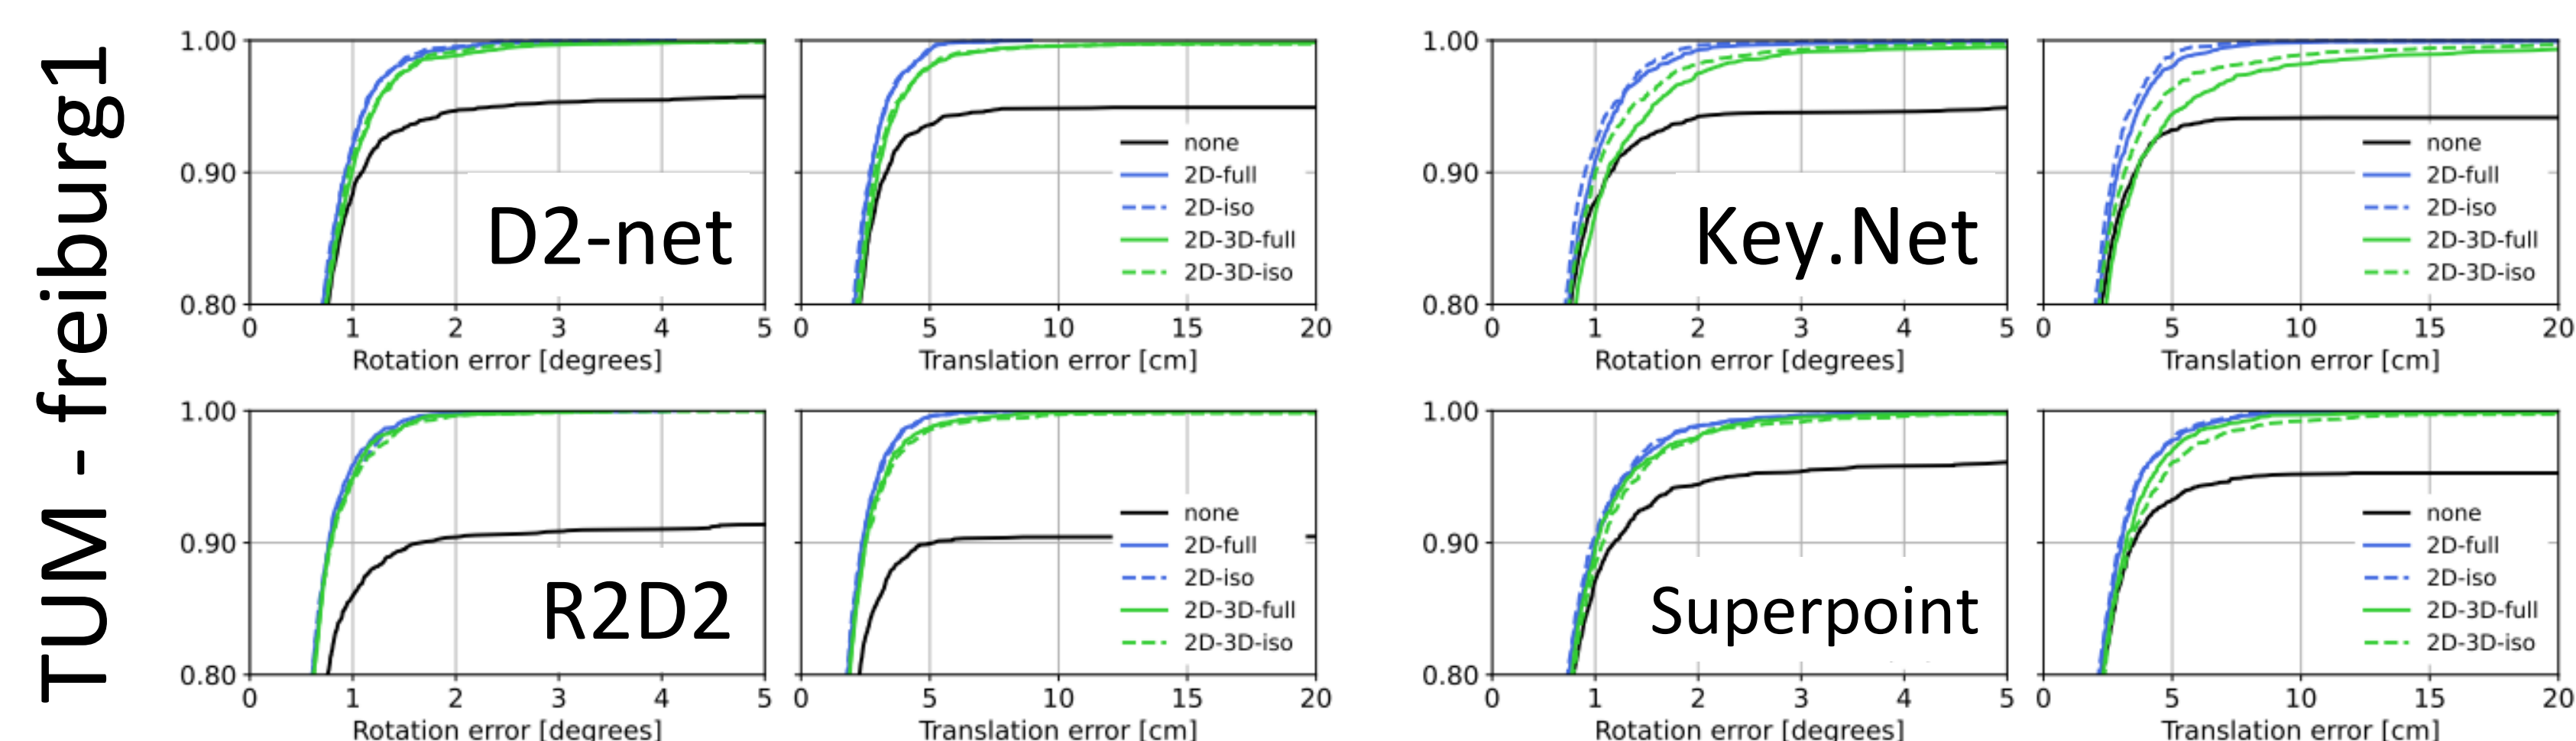 TUM - freiburg1
1.00
0.90
0.80
0 1 2 3 4 5
Rotation error [degrees]
D2-net
0 5 10 15 20
Translation error [cm]
none
2D-full
2D-iso
2D-3D-full
2D-3D-iso
1.00
0.90
0.80
0 1 2 3 4 5
Rotation error [degrees]
Key.Net
0 5 10 15 20
Translation error [cm]
none
2D-full
2D-iso
2D-3D-full
2D-3D-iso
1.00
0.90
0.80
0 1 2 3 4 5
Rotation error [degrees]
R2D2
0 5 10 15 20
Translation error [cm]
none
2D-full
2D-iso
2D-3D-full
2D-3D-iso
1.00
0.90
0.80
0 1 2 3 4 5
Rotation error [degrees]
Superpoint
0 5 10 15 20
Translation error [cm]
none
2D-full
2D-iso
2D-3D-full
2D-3D-iso